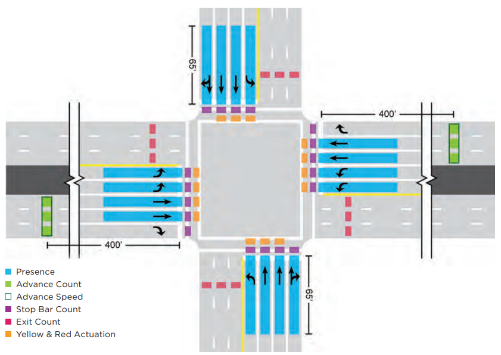 65'
400'
400'
65'
Presence
Advance Count
Advance Speed
Stop Bar Count
Exit Count
Yellow & Red Actuation